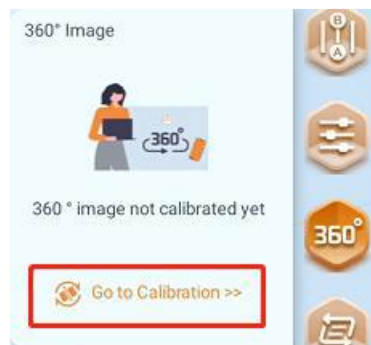 360° Image
B
A
360°
360 ° image not calibrated yet
360°
Go to Calibration >>